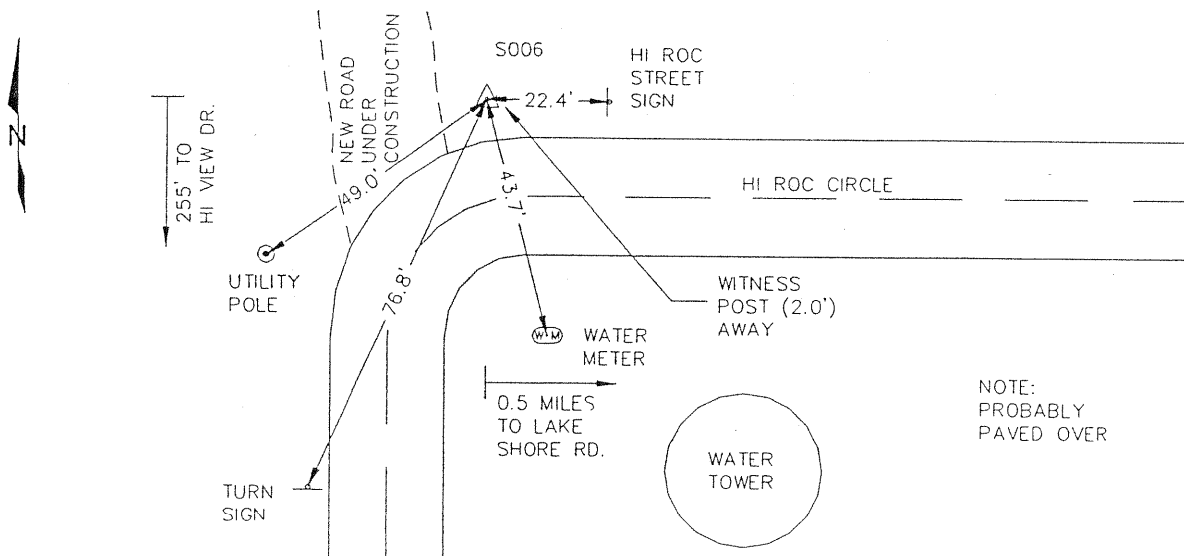 S006
HI ROC
STREET
SIGN
22.4'
NEW ROAD
UNDER
CONSTRUCTION
N
255' TO
HI VIEW DR.
49.0'
43.7'
76.8'
HI ROC CIRCLE
UTILITY
POLE
WITNESS
POST (2.0')
AWAY
W M
WATER
METER
0.5 MILES
TO LAKE
SHORE RD.
NOTE:
PROBABLY
PAVED OVER
WATER
TOWER
TURN
SIGN